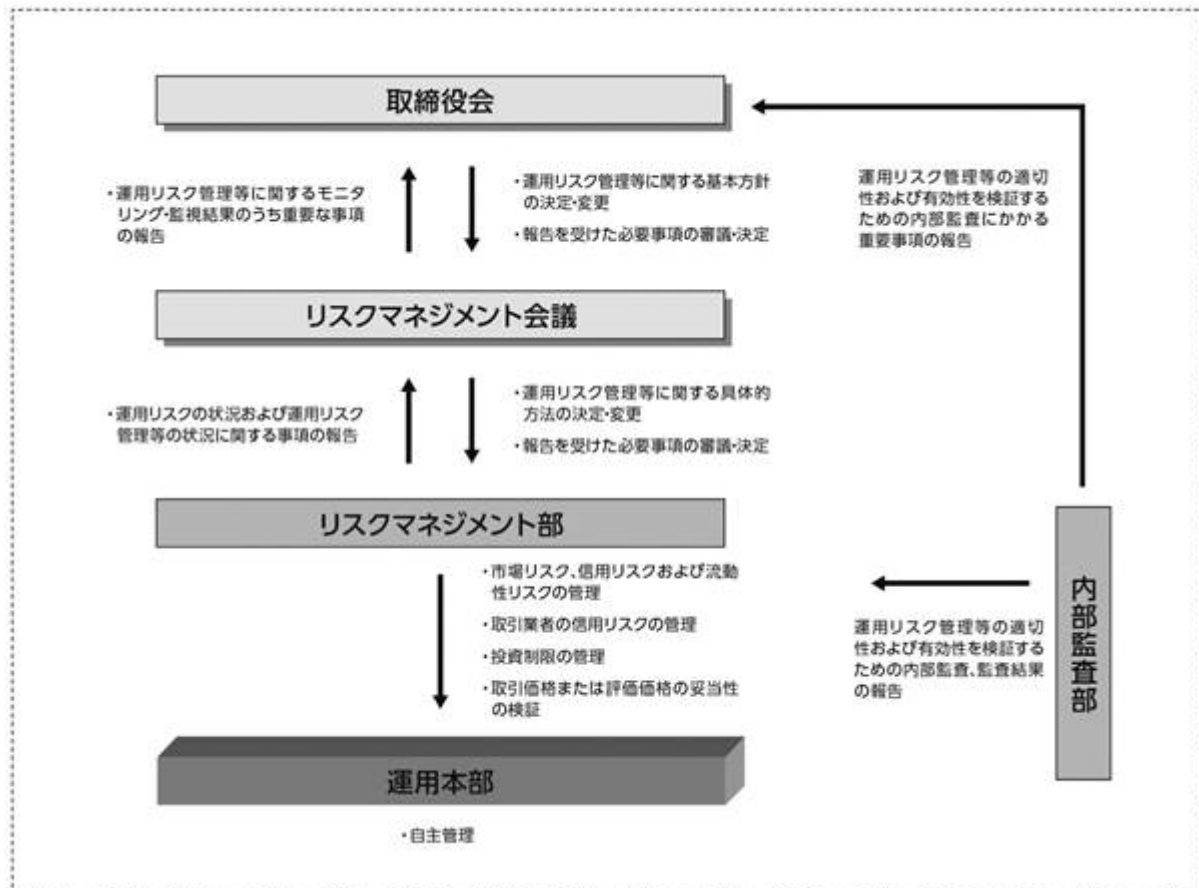 取締役会
・運用リスク管理等に関するモニタ
リング・監視結果のうち重要な事項
の報告
・運用リスク管理等に関する基本方針
の決定・変更
・報告を受けた必要事項の審議・決定
運用リスク管理等の適切
性および有効性を検証す
るための内部監査にかかる
重要事項の報告
リスクマネジメント会議
・運用リスクの状況および運用リスク
管理等の状況に関する事項の報告
・運用リスク管理等に関する具体的
方法の決定・変更
・報告を受けた必要事項の審議・決定
リスクマネジメント部
・市場リスク、信用リスクおよび流動
性リスクの管理
・取引業者の信用リスクの管理
・投資制限の管理
・取引価格または評価価格の妥当性
の検証
運用リスク管理等の適切
性および有効性を検証する
ための内部監査、監査結果
の報告
内部監査部
運用本部
・自主管理